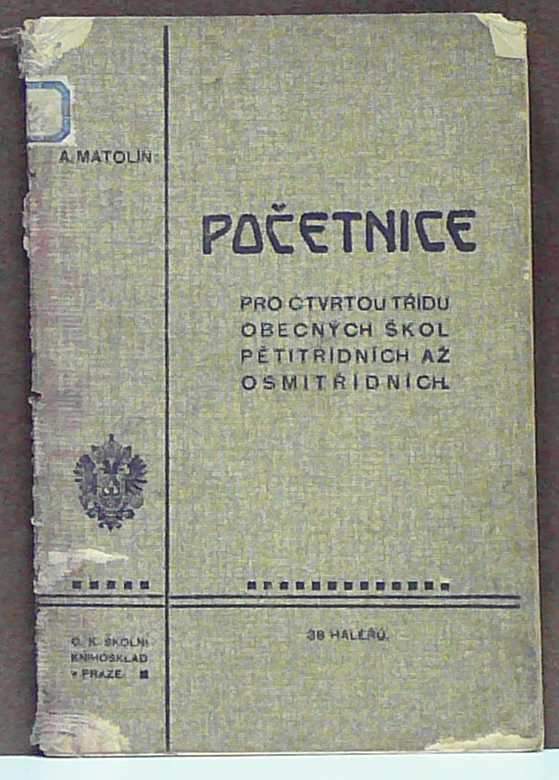 A. MATOLÍN:
POČETNICE
PRO ČTVRTOU TŘÍDU
OBECNÝCH ŠKOL
PĚTITŘÍDNÍCH AŽ
OSMITŘÍDNÍCH.
C. K. ŠKOLNÍ
KNIHOSKLAD
v PRAZE.
38 HALÉŘŮ.